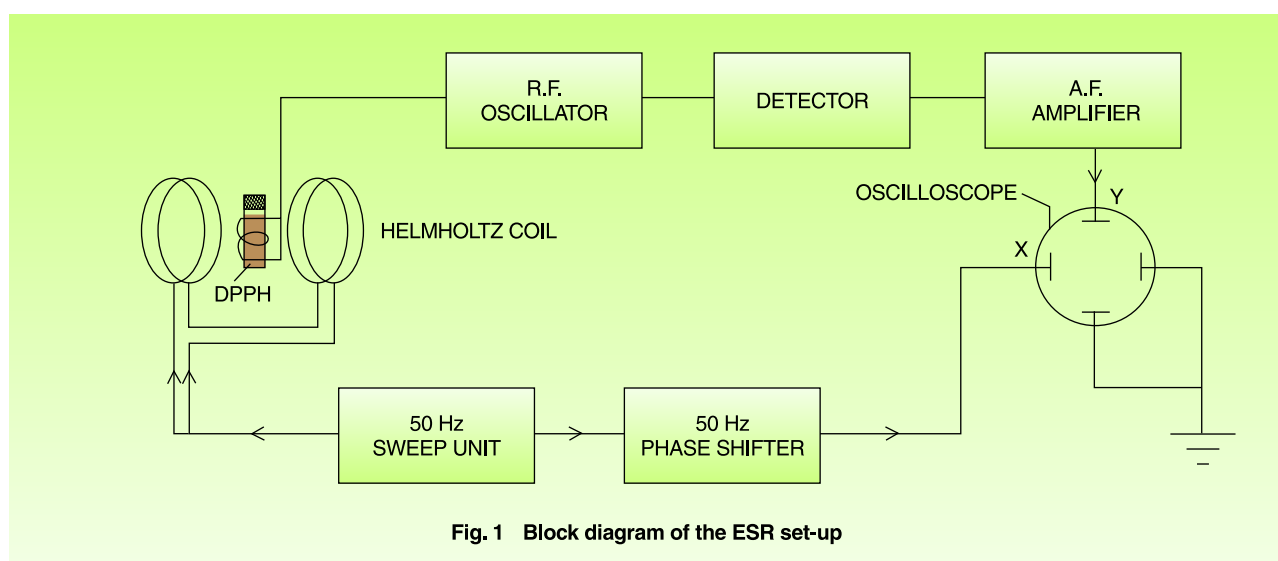 R.F.
OSCILLATOR
DETECTOR
A.F.
AMPLIFIER
OSCILLOSCOPE
Y
X
HELMHOLTZ COIL
DPPH
50 Hz
SWEEP UNIT
50 Hz
PHASE SHIFTER
Fig. 1 Block diagram of the ESR set-up